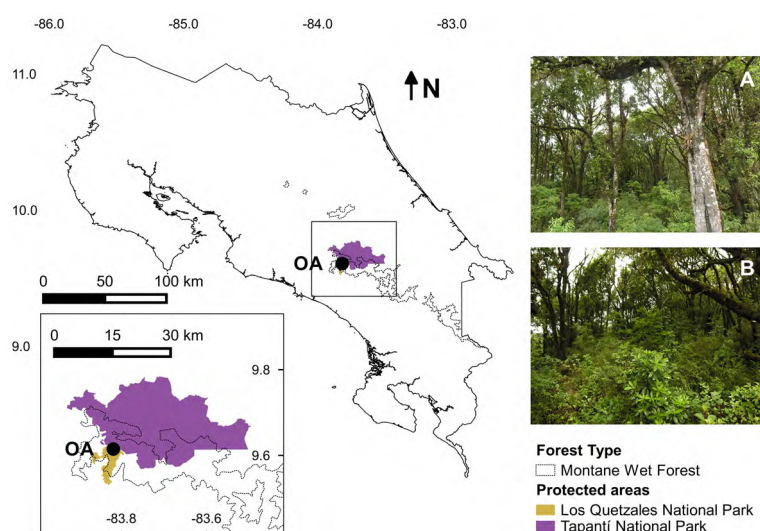 -86.0 -85.0 -84.0 -83.0
11.0
N
A
10.0
OA
0 50 100 km
B
9.0
0 15 30 km
9.8
OA
9.6
-83.8 -83.6
Forest Type
Montane Wet Forest
Protected areas
Los Quetzales National Park
Tapantí National Park